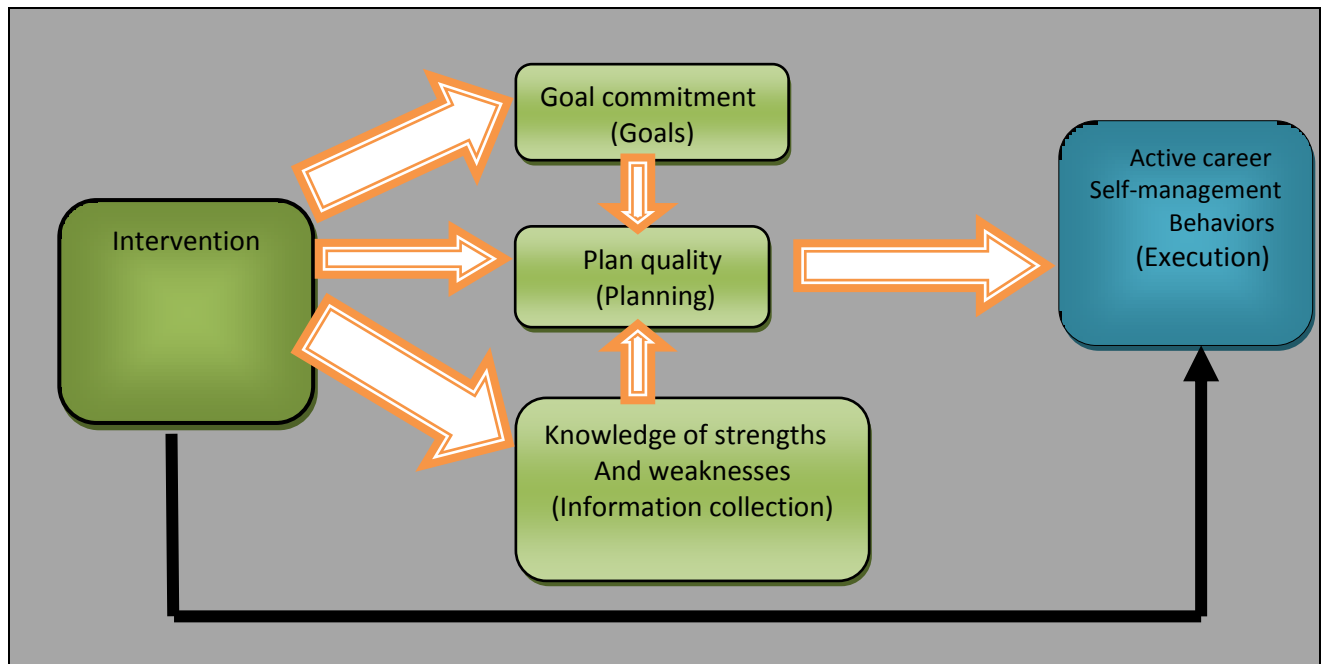 Goal commitment
(Goals)
Intervention
Plan quality
(Planning)
Active career
Self-management
Behaviors
(Execution)
Knowledge of strengths
And weaknesses
(Information collection)